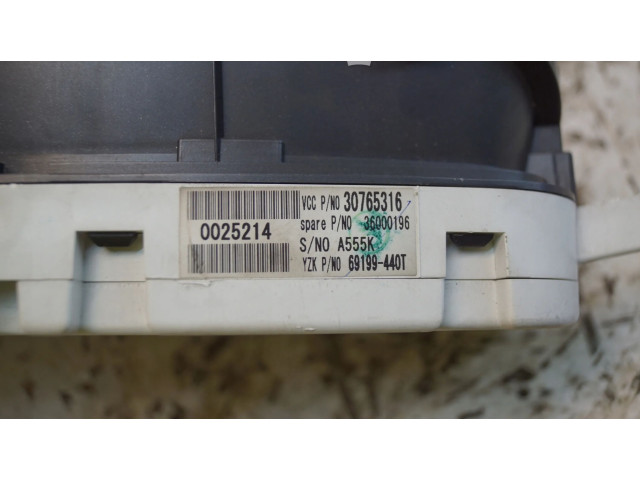 0025214
VCC P/NO 30765316
spare P/NO 36000196
S/NO A555K
YZK P/NO 69199-440T